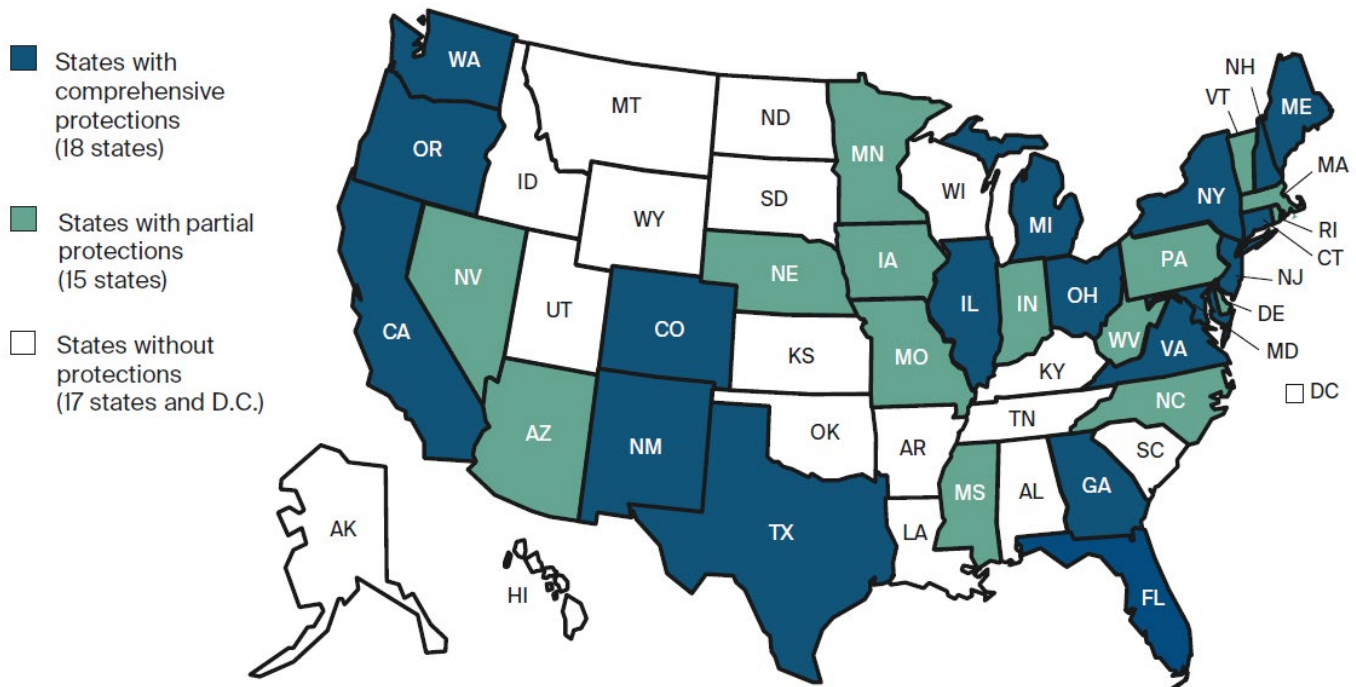 States with
comprehensive
protections
(18 states)
States with partial
protections
(15 states)
States without
protections
(17 states and D.C.)
WA
OR
CA
NV
ID
MT
WY
UT
AZ
CO
NM
ND
SD
NE
KS
OK
TX
MN
IA
MO
AR
LA
WI
IL
MS
MI
IN
OH
KY
TN
AL
GA
FL
SC
NC
VA
WV
PA
NY
VT
NH
ME
MA
RI
CT
NJ
DE
MD
DC
AK
HI